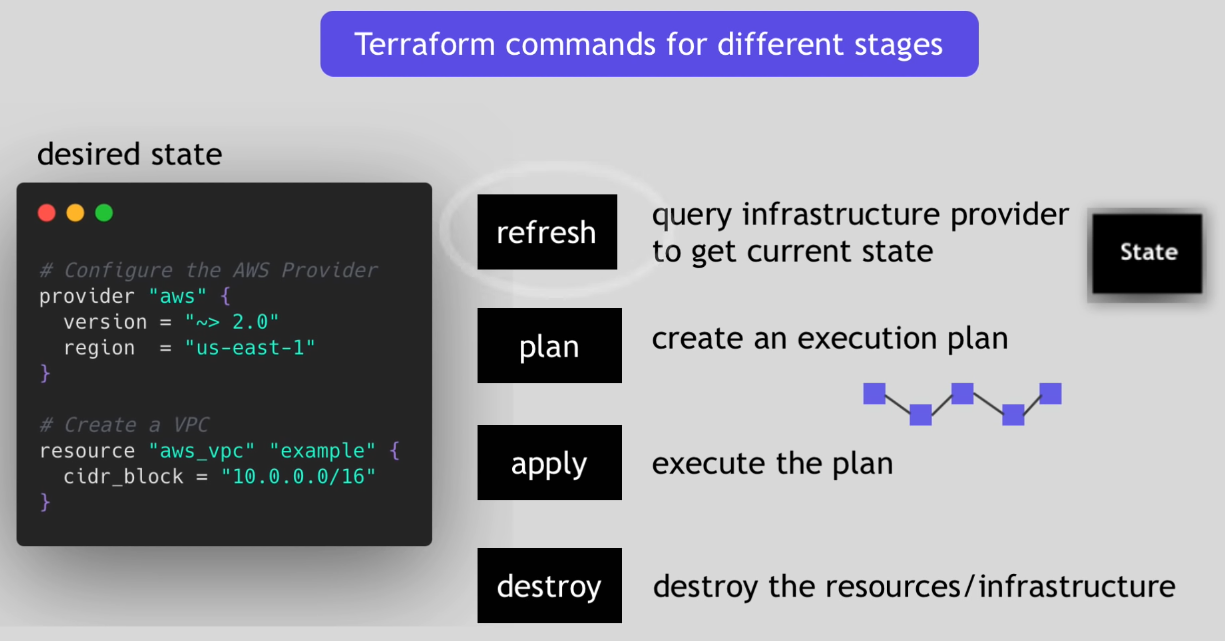 Terraform commands for different stages
desired state
# Configure the AWS Provider
provider "aws" {
  version = "~> 2.0"
  region  = "us-east-1"
}
# Create a VPC
resource "aws_vpc" "example" {
  cidr_block = "10.0.0.0/16"
}
refresh
query infrastructure provider
to get current state
State
plan
create an execution plan
apply
execute the plan
destroy
destroy the resources/infrastructure